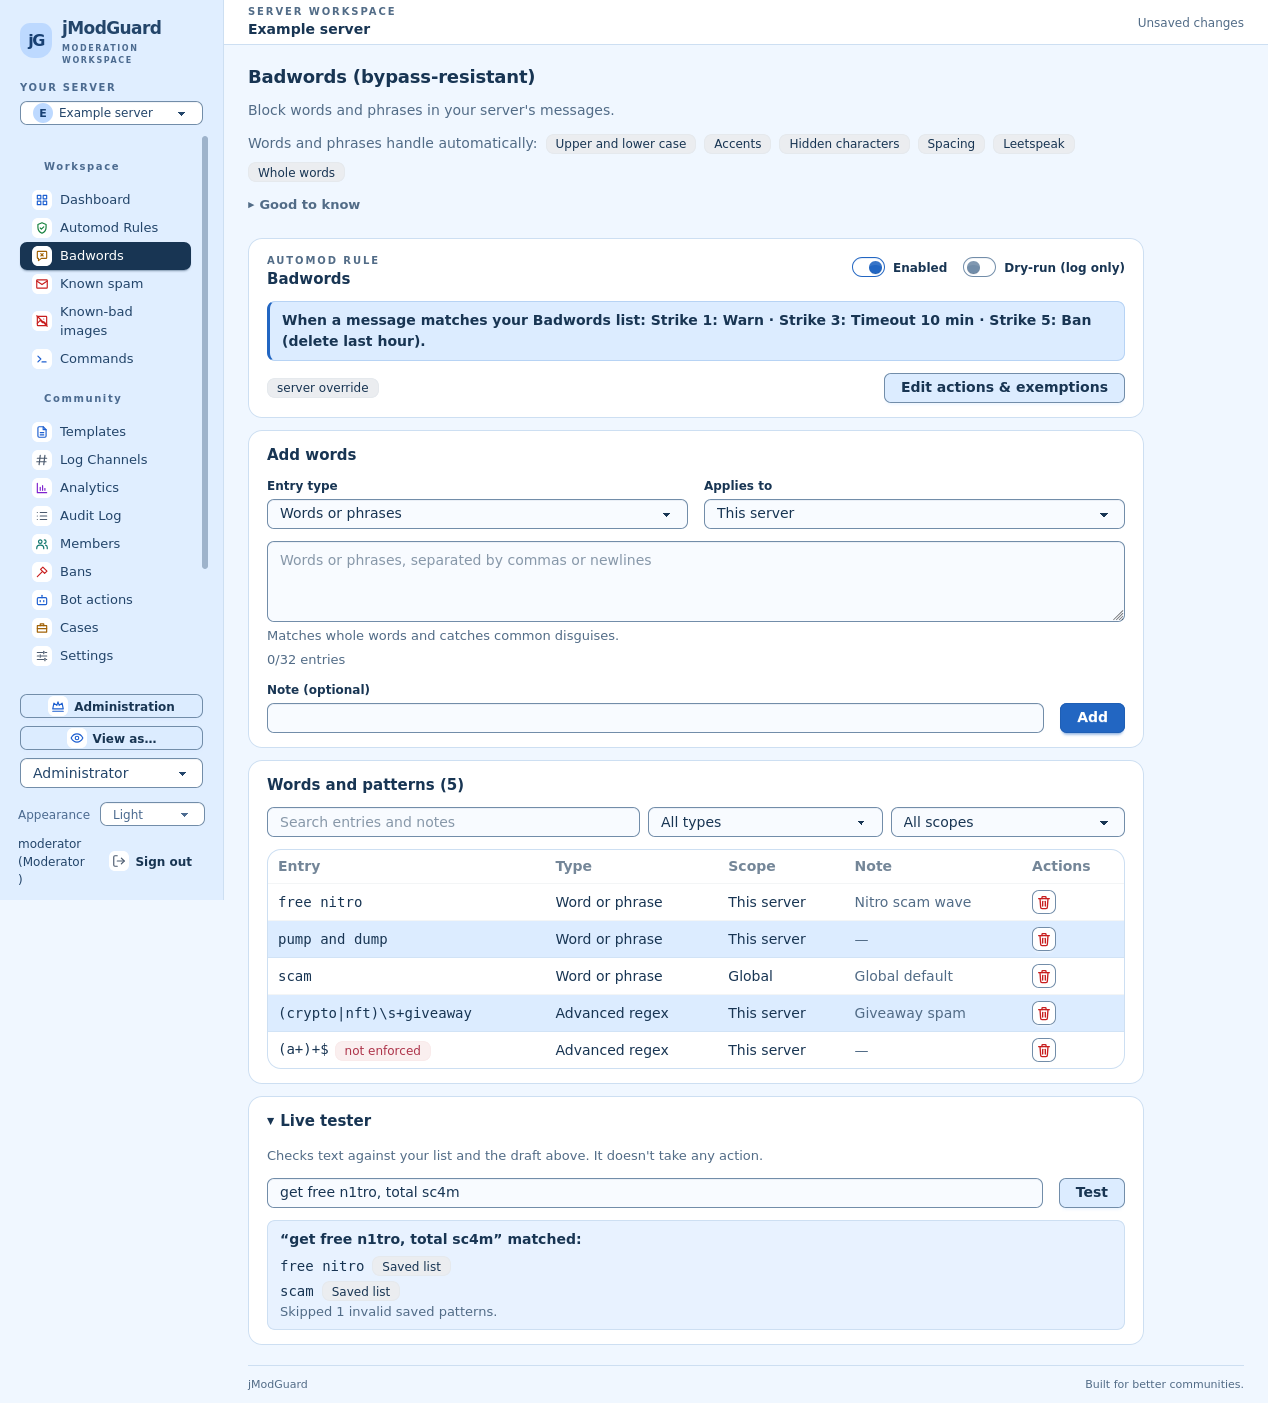 jG
jModGuard
MODERATION
WORKSPACE
YOUR SERVER
E Example server
Workspace
Dashboard
Automod Rules
Badwords
Known spam
Known-bad
images
Commands
Community
Templates
Log Channels
Analytics
Audit Log
Members
Bans
Bot actions
Cases
Settings
Administration
View as...
Administrator
Appearance Light
moderator
(Moderator
)
Sign out
SERVER WORKSPACE
Example server
Unsaved changes
Badwords (bypass-resistant)
Block words and phrases in your server's messages.
Words and phrases handle automatically: Upper and lower case Accents Hidden characters Spacing Leetspeak
Whole words
▸ Good to know
AUTOMOD RULE
Badwords
Enabled Dry-run (log only)
When a message matches your Badwords list: Strike 1: Warn · Strike 3: Timeout 10 min · Strike 5: Ban
(delete last hour).
server override
Edit actions & exemptions
Add words
Entry type Applies to
Words or phrases This server
Words or phrases, separated by commas or newlines
Matches whole words and catches common disguises.
0/32 entries
Note (optional)
Add
Words and patterns (5)
Search entries and notes All types All scopes
Entry Type Scope Note Actions
free nitro Word or phrase This server Nitro scam wave
pump and dump Word or phrase This server —
scam Word or phrase Global Global default
(crypto|nft)\s+giveaway Advanced regex This server Giveaway spam
(a+)+$ not enforced Advanced regex This server —
▾ Live tester
Checks text against your list and the draft above. It doesn't take any action.
get free n1tro, total sc4m Test
“get free n1tro, total sc4m” matched:
free nitro Saved list
scam Saved list
Skipped 1 invalid saved patterns.
jModGuard
Built for better communities.